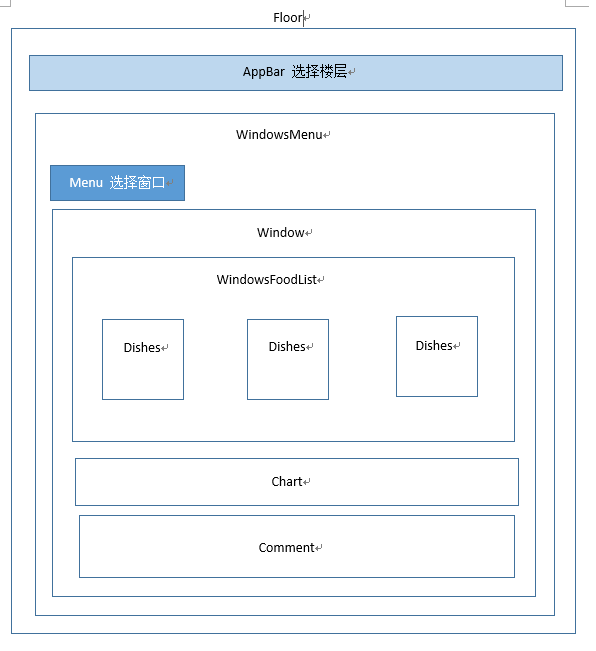 Floor
AppBar 选择楼层
WindowsMenu
Menu 选择窗口
Window
WindowsFoodList
Dishes
Dishes
Dishes
Chart
Comment